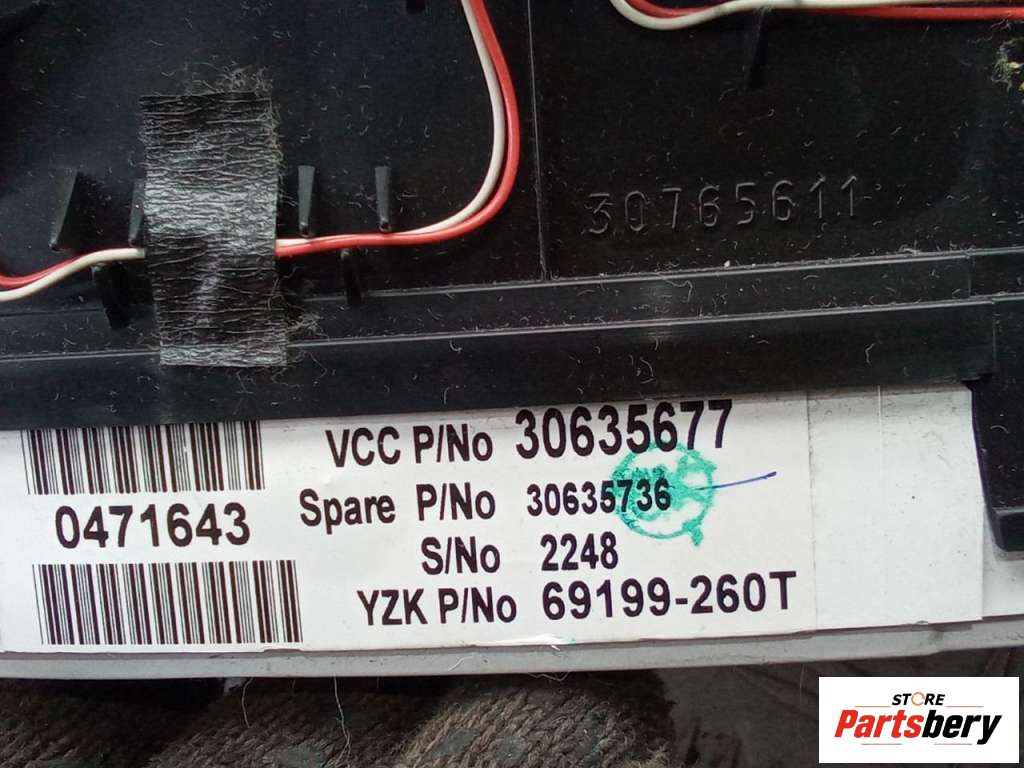 30765611
VCC P/No 30635677
Spare P/No 30635736
S/No 2248
YZK P/No 69199-260T
0471643
STORE
Partsbery